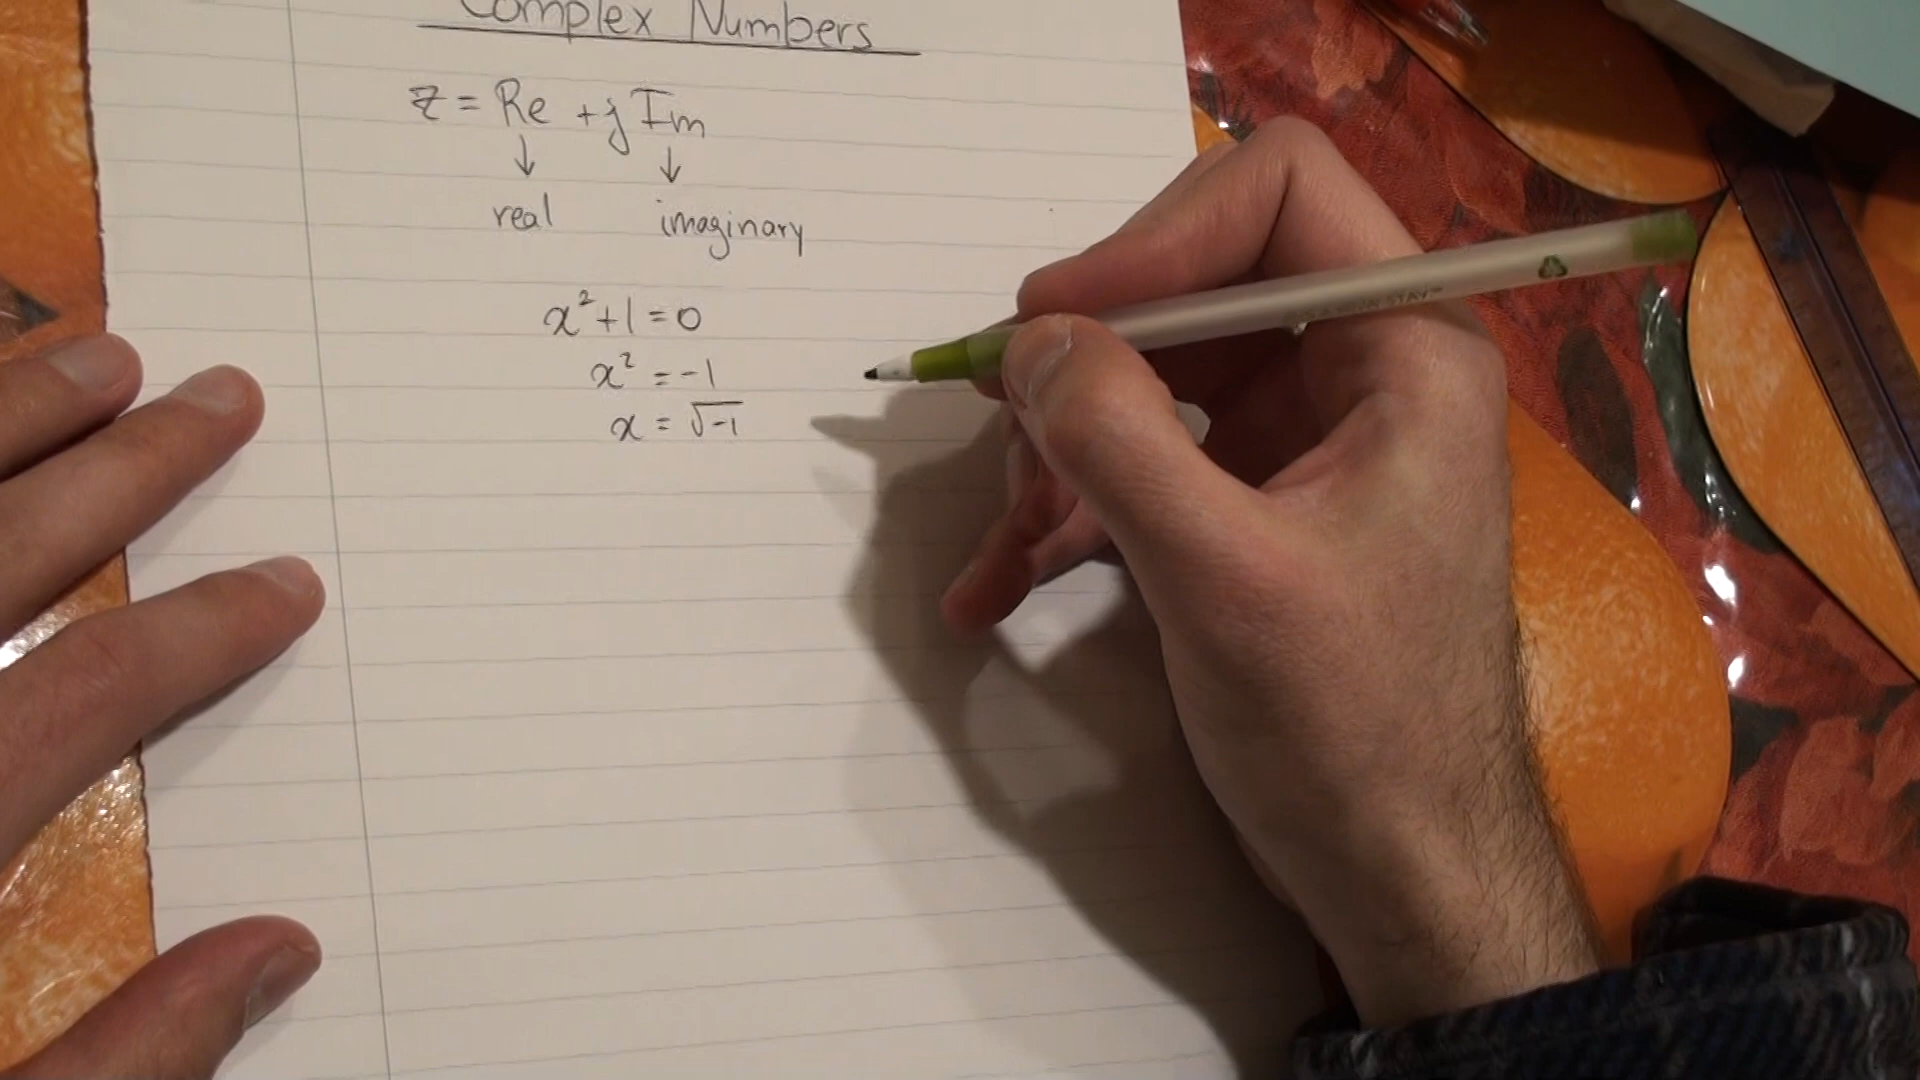 Complex Numbers
z = Re + j Im
↓ ↓
real imaginary
x² + 1 = 0
x² = -1
x = √-1